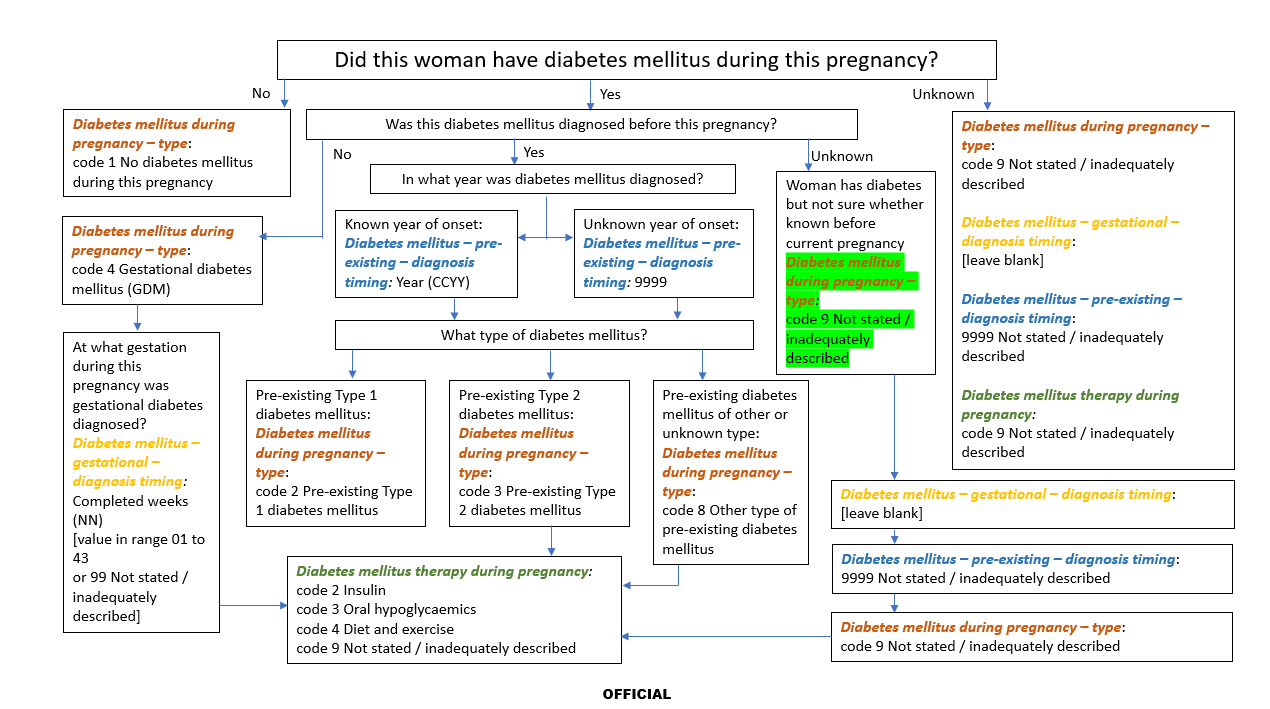 Did this woman have diabetes mellitus during this pregnancy?
No
Yes
Unknown
Diabetes mellitus during
pregnancy – type:
code 1 No diabetes mellitus
during this pregnancy
Was this diabetes mellitus diagnosed before this pregnancy?
Diabetes mellitus during pregnancy –
type:
code 9 Not stated / inadequately
described
Diabetes mellitus – gestational –
diagnosis timing:
[leave blank]
Diabetes mellitus – pre-existing –
diagnosis timing:
9999 Not stated / inadequately
described
Diabetes mellitus therapy during
pregnancy:
code 9 Not stated / inadequately
described
No
Yes
Unknown
In what year was diabetes mellitus diagnosed?
Woman has diabetes
but not sure whether
known before
current pregnancy
Diabetes mellitus
during pregnancy –
type:
code 9 Not stated /
inadequately
described
Diabetes mellitus during
pregnancy – type:
code 4 Gestational diabetes
mellitus (GDM)
Known year of onset:
Diabetes mellitus – pre-
existing – diagnosis
timing: Year (CCYY)
Unknown year of onset:
Diabetes mellitus – pre-
existing – diagnosis
timing: 9999
What type of diabetes mellitus?
At what gestation
during this
pregnancy was
gestational diabetes
diagnosed?
Diabetes mellitus –
gestational –
diagnosis timing:
Completed weeks
(NN)
[value in range 01 to
43
or 99 Not stated /
inadequately
described]
Pre-existing Type 1
diabetes mellitus:
Diabetes mellitus
during pregnancy –
type:
code 2 Pre-existing Type
1 diabetes mellitus
Pre-existing Type 2
diabetes mellitus:
Diabetes mellitus
during pregnancy –
type:
code 3 Pre-existing Type
2 diabetes mellitus
Pre-existing diabetes
mellitus of other or
unknown type:
Diabetes mellitus
during pregnancy –
type:
code 8 Other type of
pre-existing diabetes
mellitus
Diabetes mellitus – gestational – diagnosis timing:
[leave blank]
Diabetes mellitus – pre-existing – diagnosis timing:
9999 Not stated / inadequately described
Diabetes mellitus during pregnancy – type:
code 9 Not stated / inadequately described
Diabetes mellitus therapy during pregnancy:
code 2 Insulin
code 3 Oral hypoglycaemics
code 4 Diet and exercise
code 9 Not stated / inadequately described
OFFICIAL